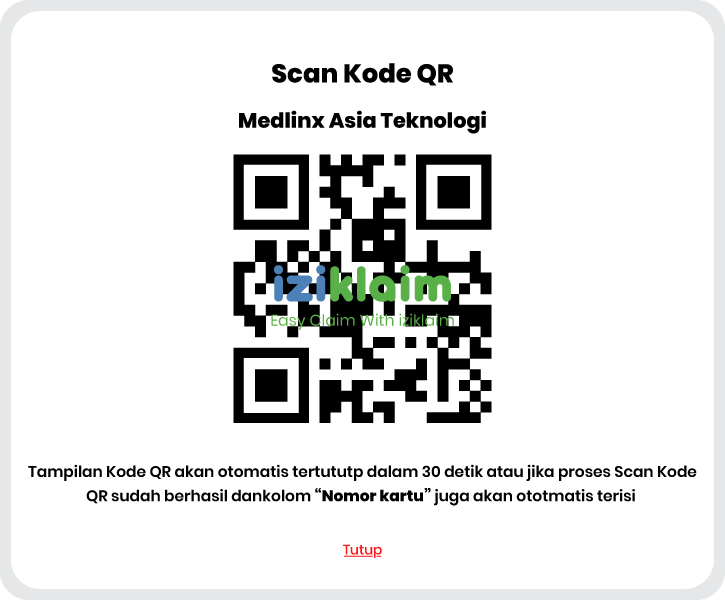 Scan Kode QR
Medlinx Asia Teknologi
iziklaim
Easy Claim With iziklaim
Tampilan Kode QR akan otomatis tertututp dalam 30 detik atau jika proses Scan Kode
QR sudah berhasil dankolom “Nomor kartu” juga akan ototmatis terisi
Tutup